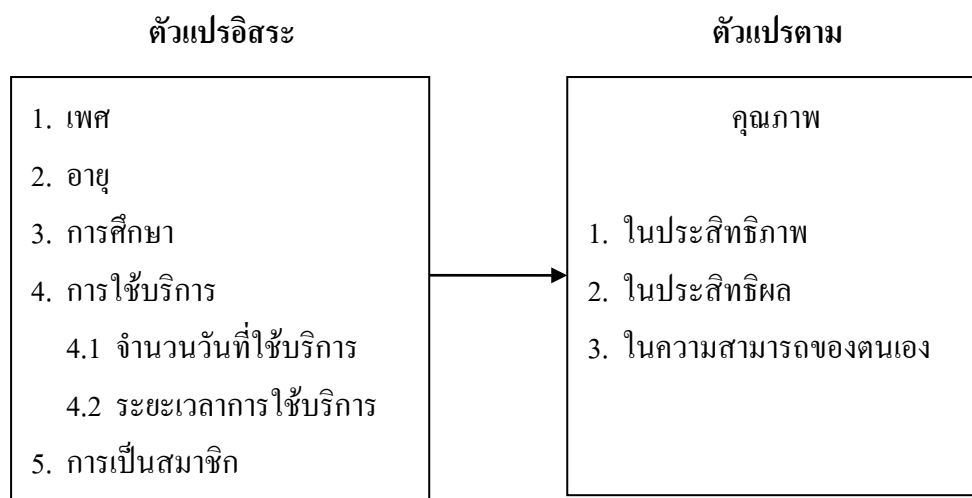 ตัวแปรอิสระ
1. เพศ
2. อายุ
3. การศึกษา
4. การใช้บริการ
4.1 จำนวนวันที่ใช้บริการ
4.2 ระยะเวลาการใช้บริการ
5. การเป็นสมาชิก
ตัวแปรตาม
คุณภาพ
1. ในประสิทธิภาพ
2. ในประสิทธิผล
3. ในความสามารถของตนเอง